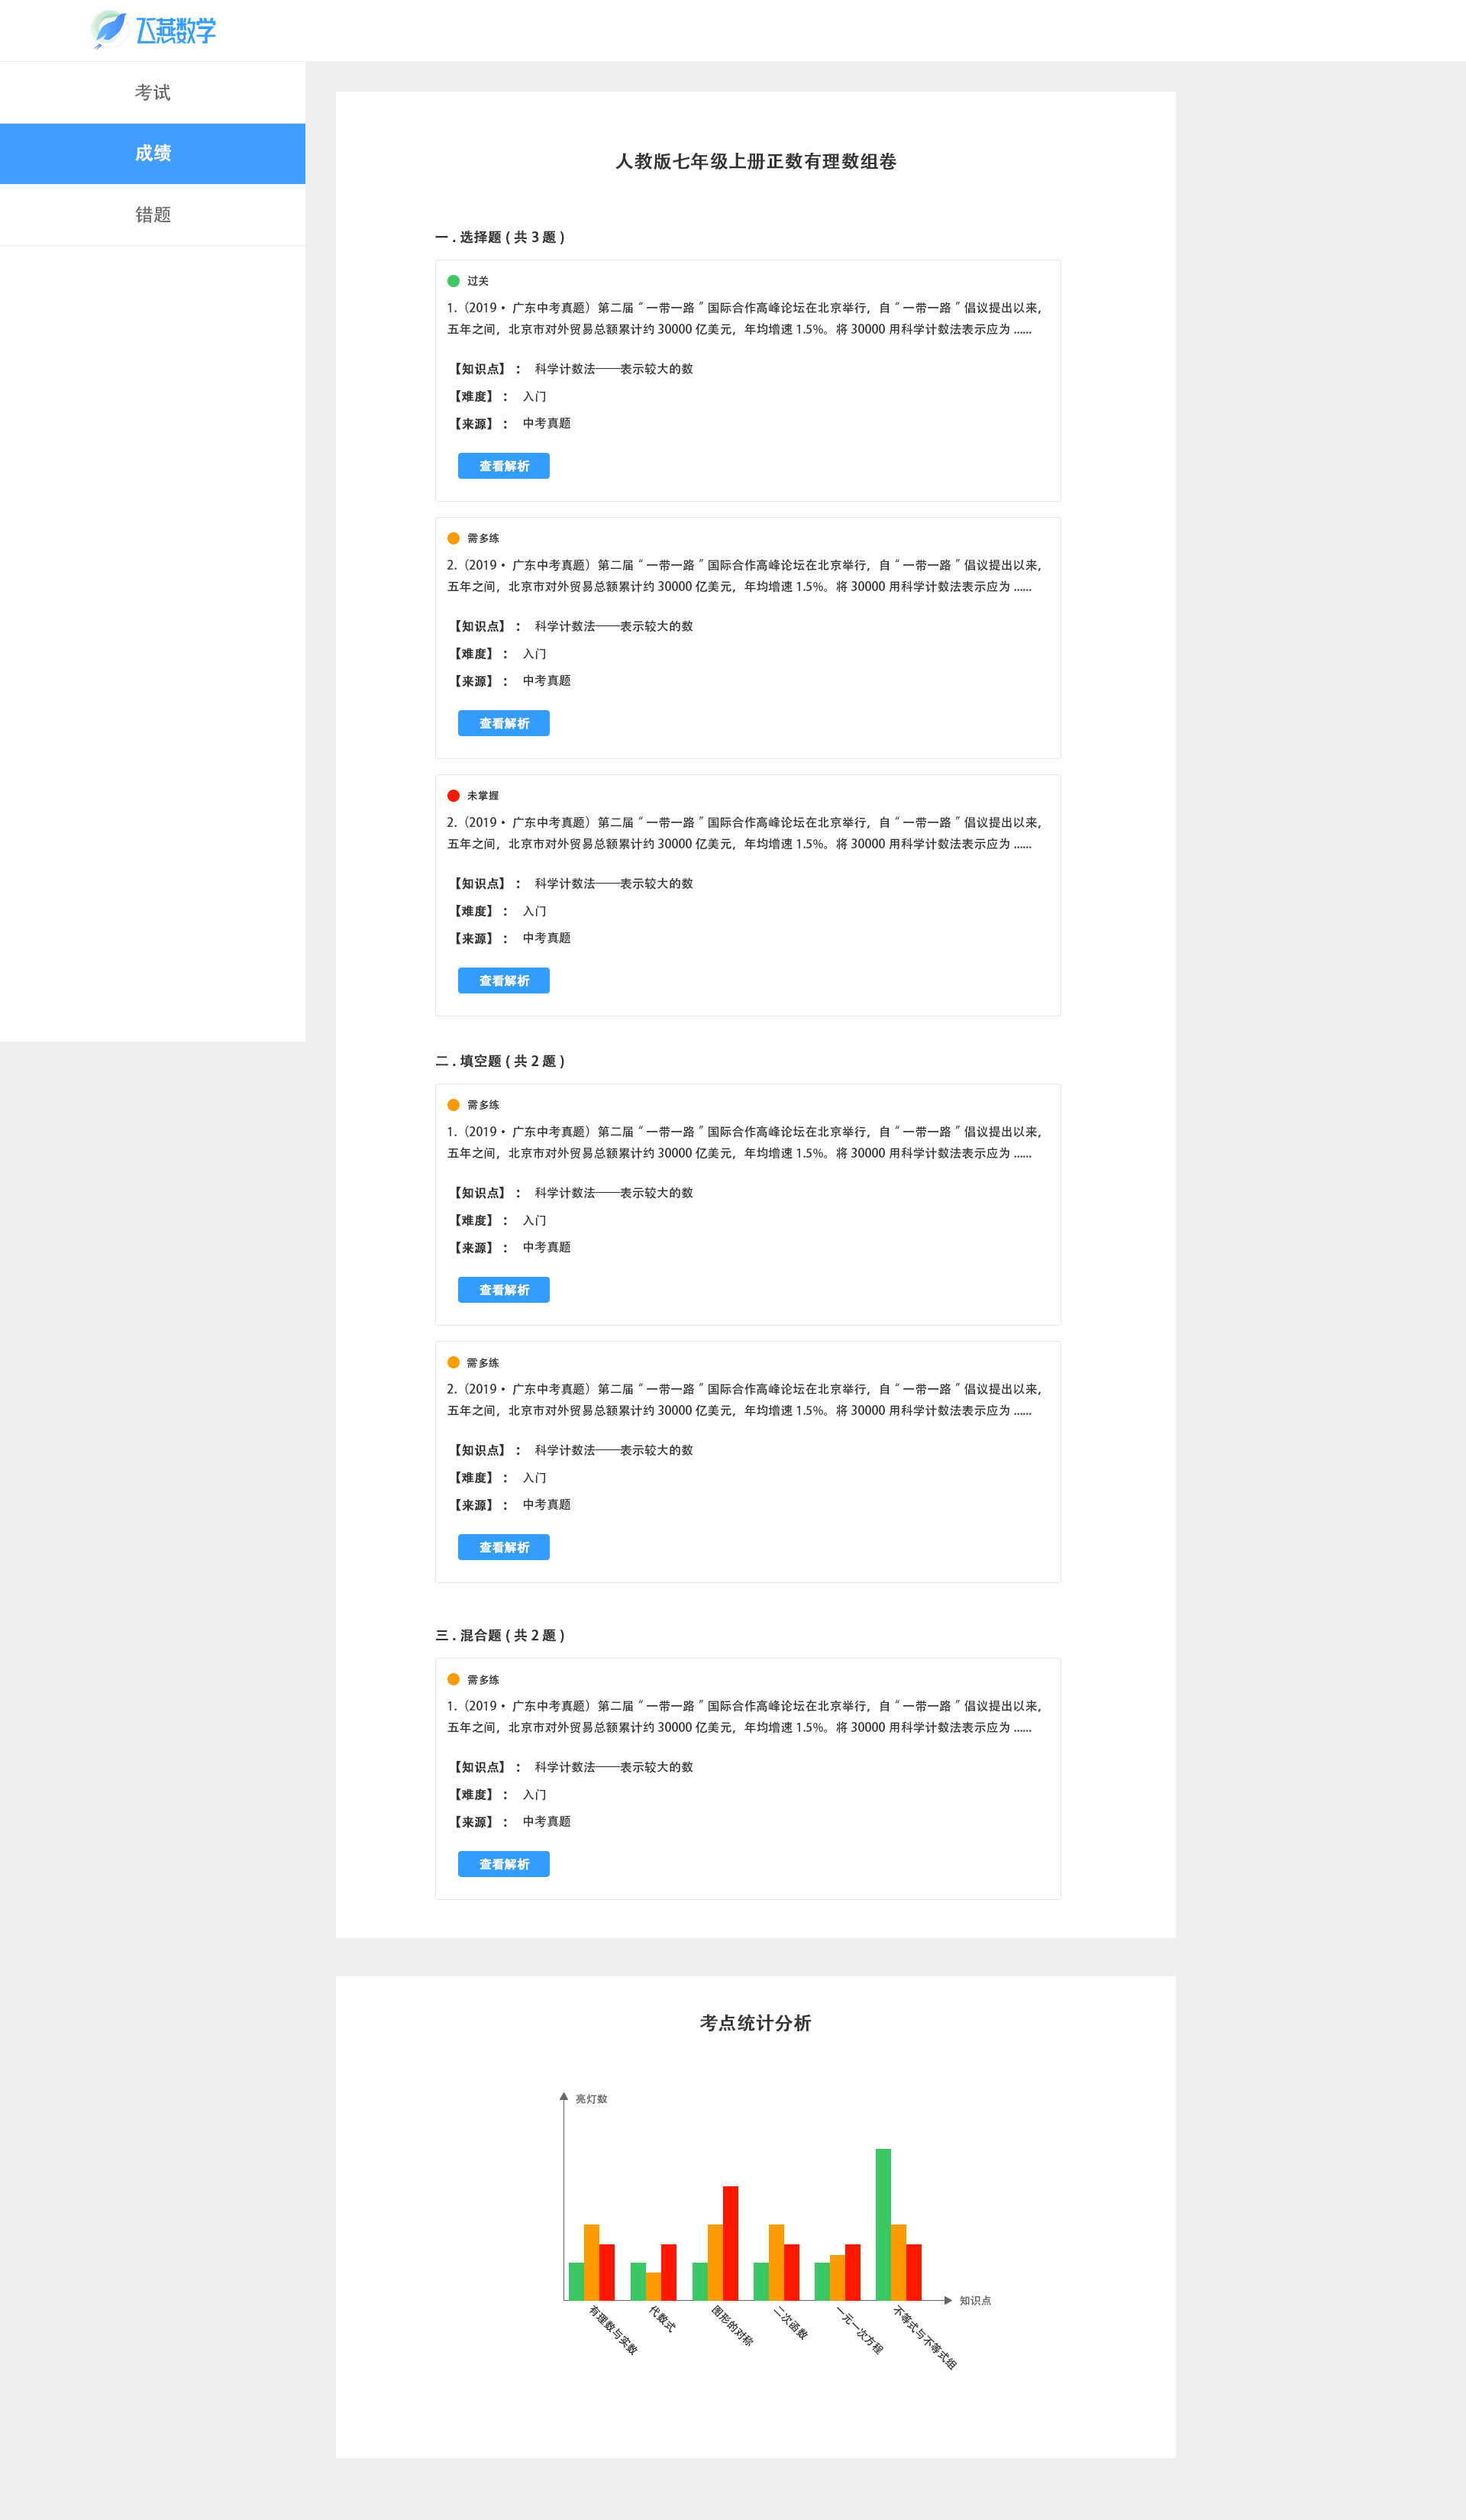 飞燕数学
考试
成绩
错题
人教版七年级上册正数有理数组卷
一 . 选择题 ( 共 3 题 )
过关
1.（2019 • 广东中考真题）第二届 “ 一带一路 ” 国际合作高峰论坛在北京举行，自 “ 一带一路 ” 倡议提出以来，
五年之间，北京市对外贸易总额累计约 30000 亿美元，年均增速 1.5%。将 30000 用科学计数法表示应为 ......
【知识点】： 科学计数法——表示较大的数
【难度】： 入门
【来源】： 中考真题
查看解析
需多练
2.（2019 • 广东中考真题）第二届 “ 一带一路 ” 国际合作高峰论坛在北京举行，自 “ 一带一路 ” 倡议提出以来，
五年之间，北京市对外贸易总额累计约 30000 亿美元，年均增速 1.5%。将 30000 用科学计数法表示应为 ......
【知识点】： 科学计数法——表示较大的数
【难度】： 入门
【来源】： 中考真题
查看解析
未掌握
2.（2019 • 广东中考真题）第二届 “ 一带一路 ” 国际合作高峰论坛在北京举行，自 “ 一带一路 ” 倡议提出以来，
五年之间，北京市对外贸易总额累计约 30000 亿美元，年均增速 1.5%。将 30000 用科学计数法表示应为 ......
【知识点】： 科学计数法——表示较大的数
【难度】： 入门
【来源】： 中考真题
查看解析
二 . 填空题 ( 共 2 题 )
需多练
1.（2019 • 广东中考真题）第二届 “ 一带一路 ” 国际合作高峰论坛在北京举行，自 “ 一带一路 ” 倡议提出以来，
五年之间，北京市对外贸易总额累计约 30000 亿美元，年均增速 1.5%。将 30000 用科学计数法表示应为 ......
【知识点】： 科学计数法——表示较大的数
【难度】： 入门
【来源】： 中考真题
查看解析
需多练
2.（2019 • 广东中考真题）第二届 “ 一带一路 ” 国际合作高峰论坛在北京举行，自 “ 一带一路 ” 倡议提出以来，
五年之间，北京市对外贸易总额累计约 30000 亿美元，年均增速 1.5%。将 30000 用科学计数法表示应为 ......
【知识点】： 科学计数法——表示较大的数
【难度】： 入门
【来源】： 中考真题
查看解析
三 . 混合题 ( 共 2 题 )
需多练
1.（2019 • 广东中考真题）第二届 “ 一带一路 ” 国际合作高峰论坛在北京举行，自 “ 一带一路 ” 倡议提出以来，
五年之间，北京市对外贸易总额累计约 30000 亿美元，年均增速 1.5%。将 30000 用科学计数法表示应为 ......
【知识点】： 科学计数法——表示较大的数
【难度】： 入门
【来源】： 中考真题
查看解析
考点统计分析
亮灯数
知识点
有理数与实数
代数式
图形的对称
二次函数
一元一次方程
不等式与不等式组